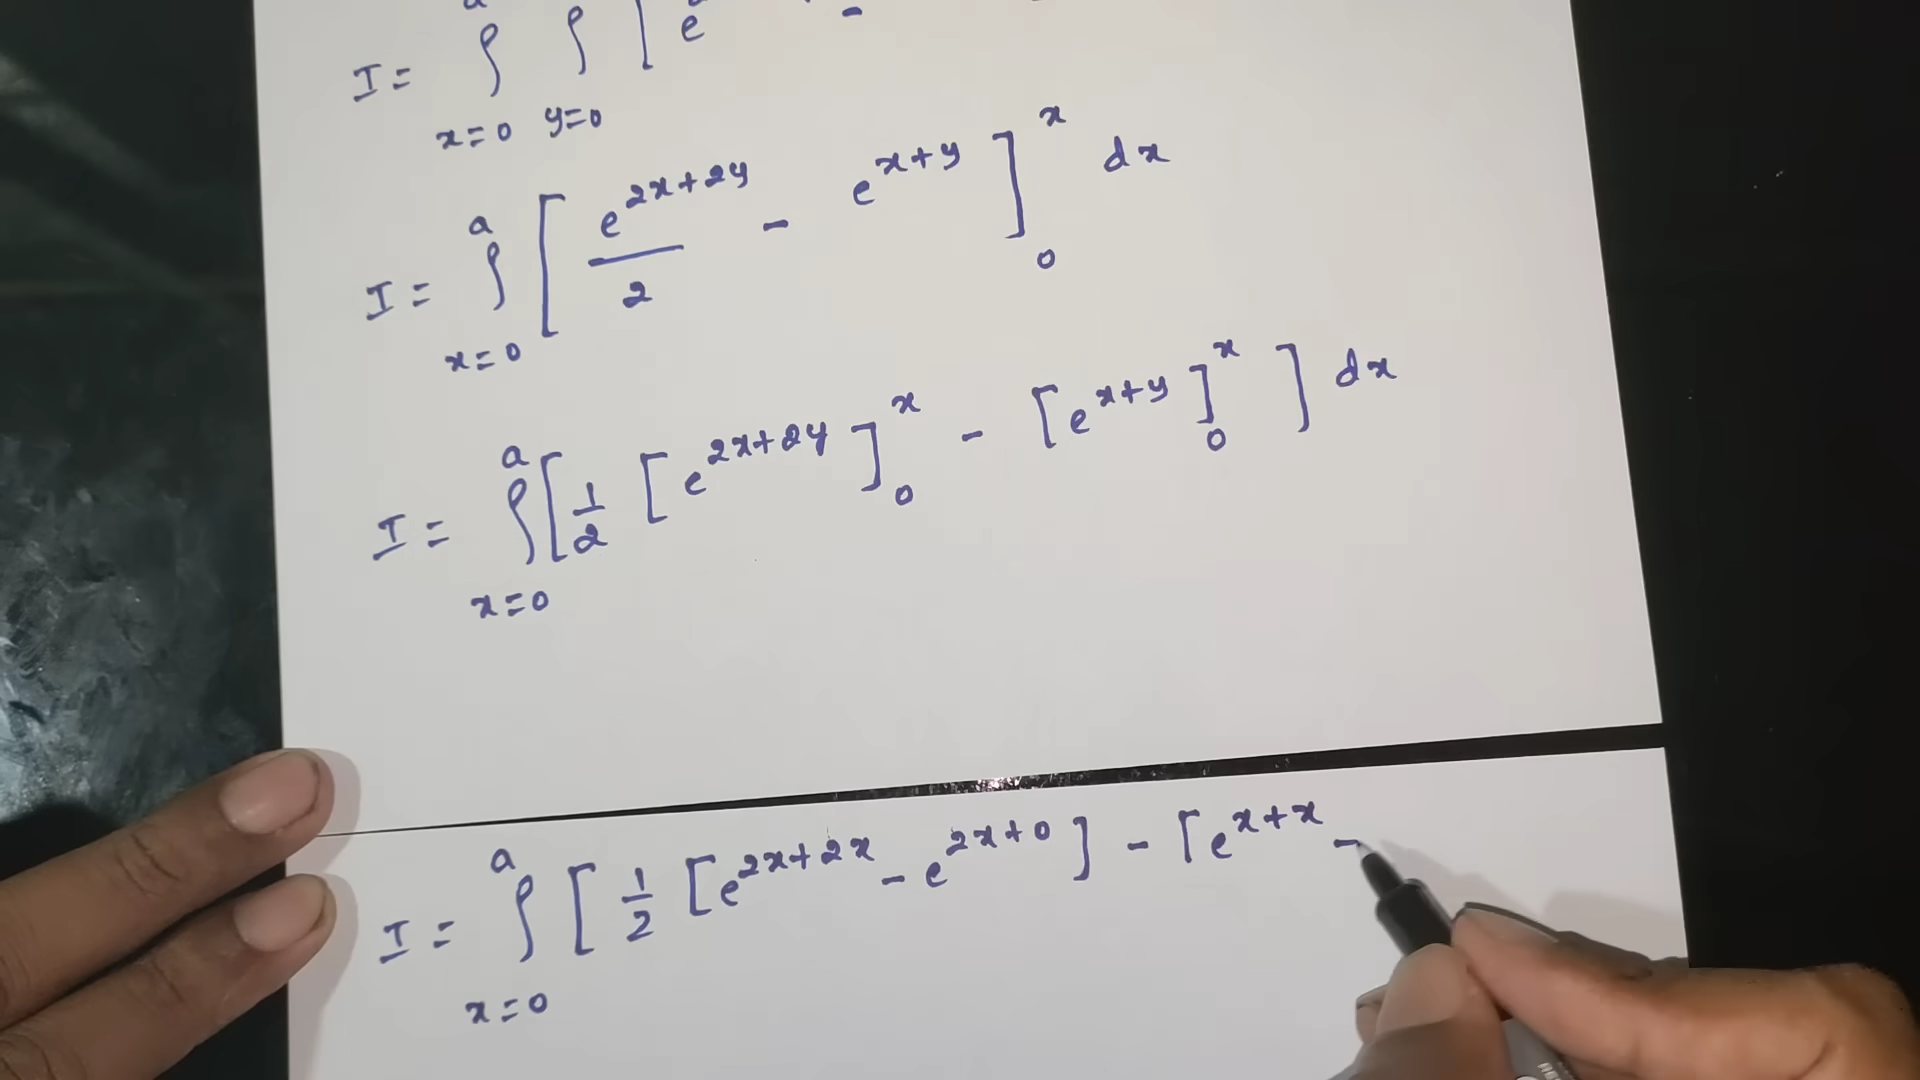 I = ∫_{x=0}^{a} ∫_{y=0} [ e -
I = ∫_{x=0}^{a} [ e^{2x+2y}/2 - e^{x+y} ]_{0}^{x} dx
I = ∫_{x=0}^{a} [ 1/2 [ e^{2x+2y} ]_{0}^{x} - [ e^{x+y} ]_{0}^{x} ] dx
I = ∫_{x=0}^{a} [ 1/2 [ e^{2x+2x} - e^{2x+0} ] - [ e^{x+x} -